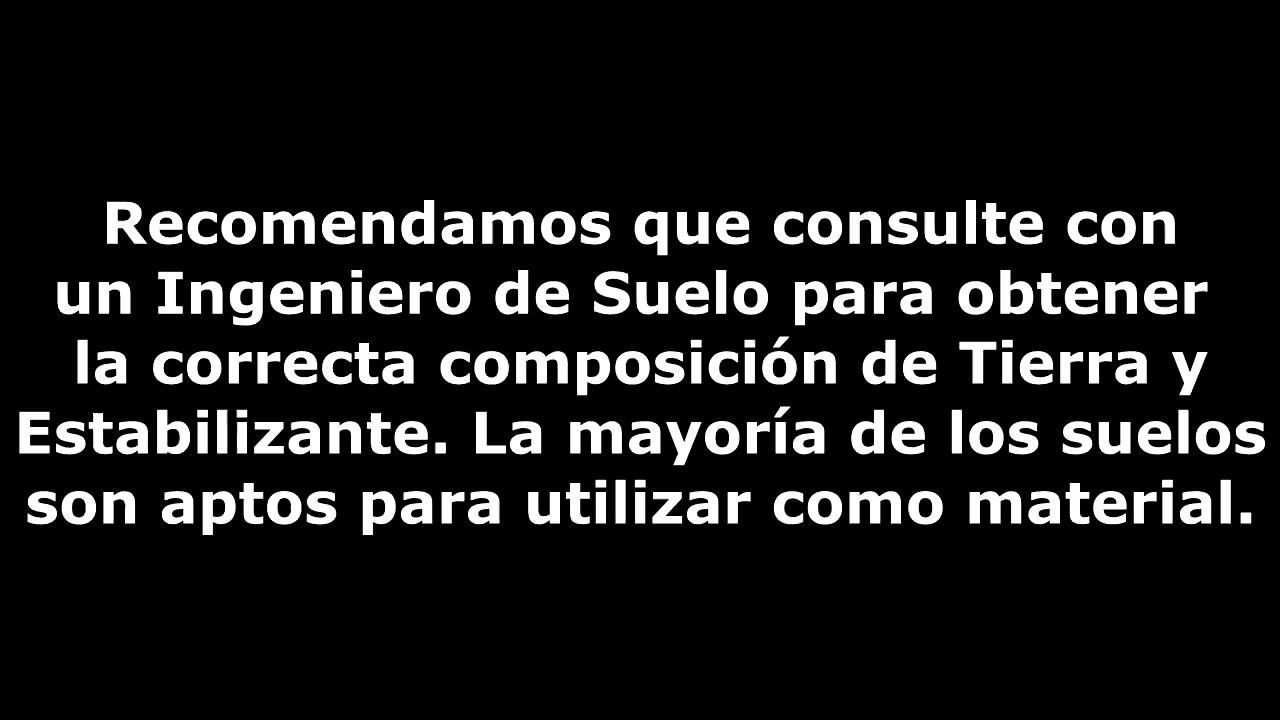 Recomendamos que consulte con
un Ingeniero de Suelo para obtener
la correcta composición de Tierra y
Estabilizante. La mayoría de los suelos
son aptos para utilizar como material.